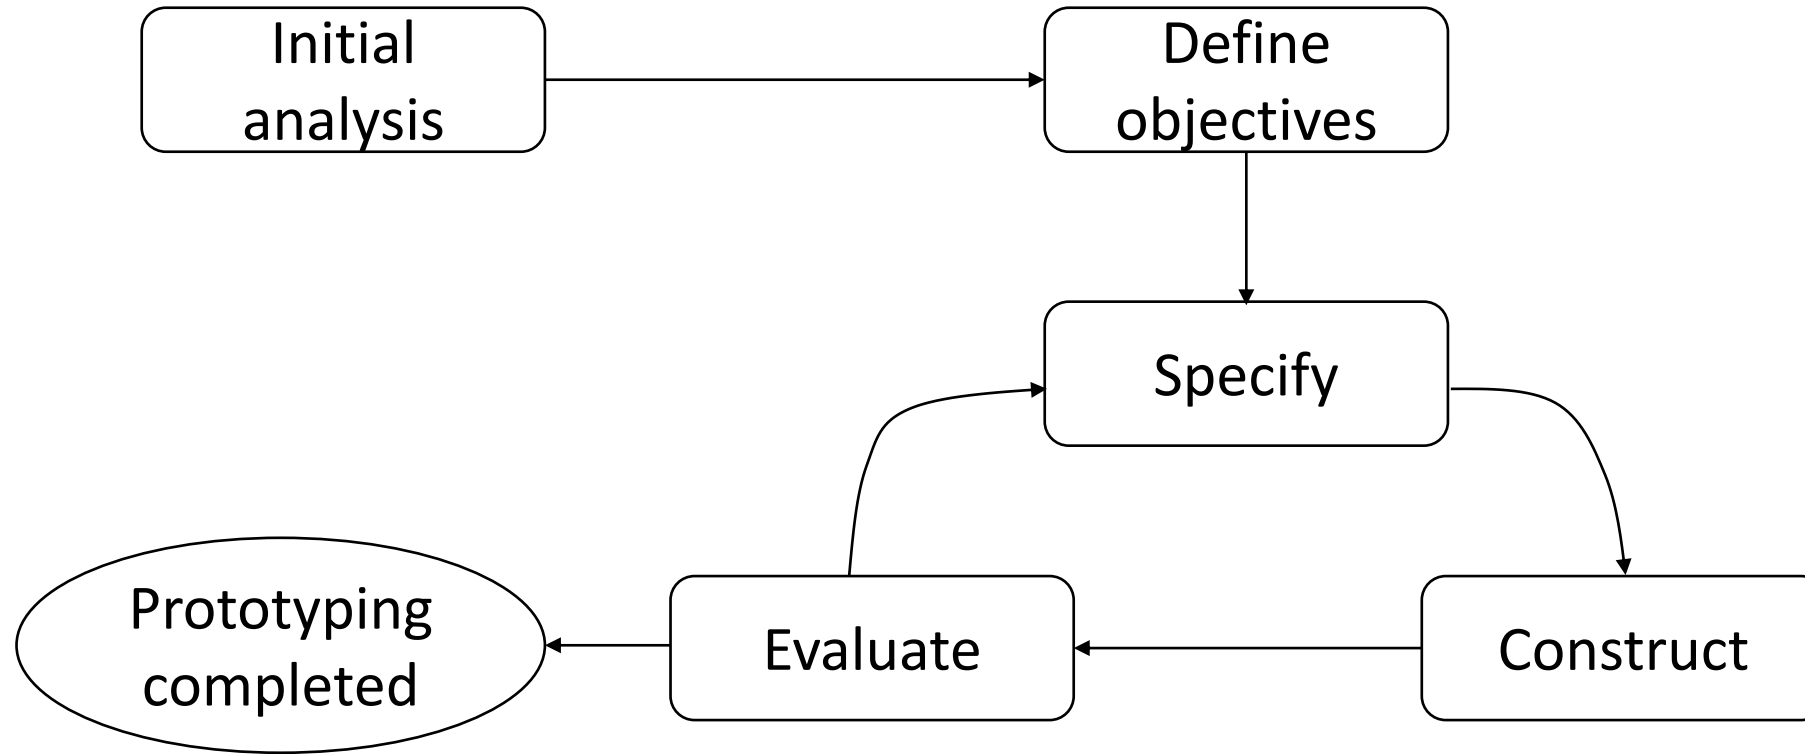 Initial
analysis
Define
objectives
Specify
Prototyping
completed
Evaluate
Construct